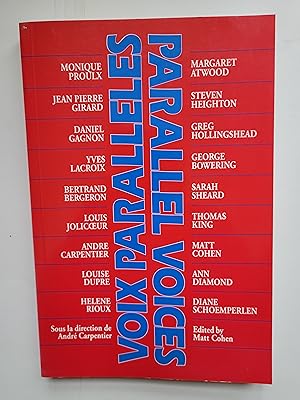 MONIQUE
PROULX
JEAN PIERRE
GIRARD
DANIEL
GAGNON
YVES
LACROIX
BERTRAND
BERGERON
LOUIS
JOLICŒUR
ANDRE
CARPENTIER
LOUISE
DUPRE
HELENE
RIOUX
Sous la direction de
André Carpentier
VOIX PARALLELES
PARALLEL VOICES
MARGARET
ATWOOD
STEVEN
HEIGHTON
GREG
HOLLINGSHEAD
GEORGE
BOWERING
SARAH
SHEARD
THOMAS
KING
MATT
COHEN
ANN
DIAMOND
DIANE
SCHOEMPERLEN
Edited by
Matt Cohen